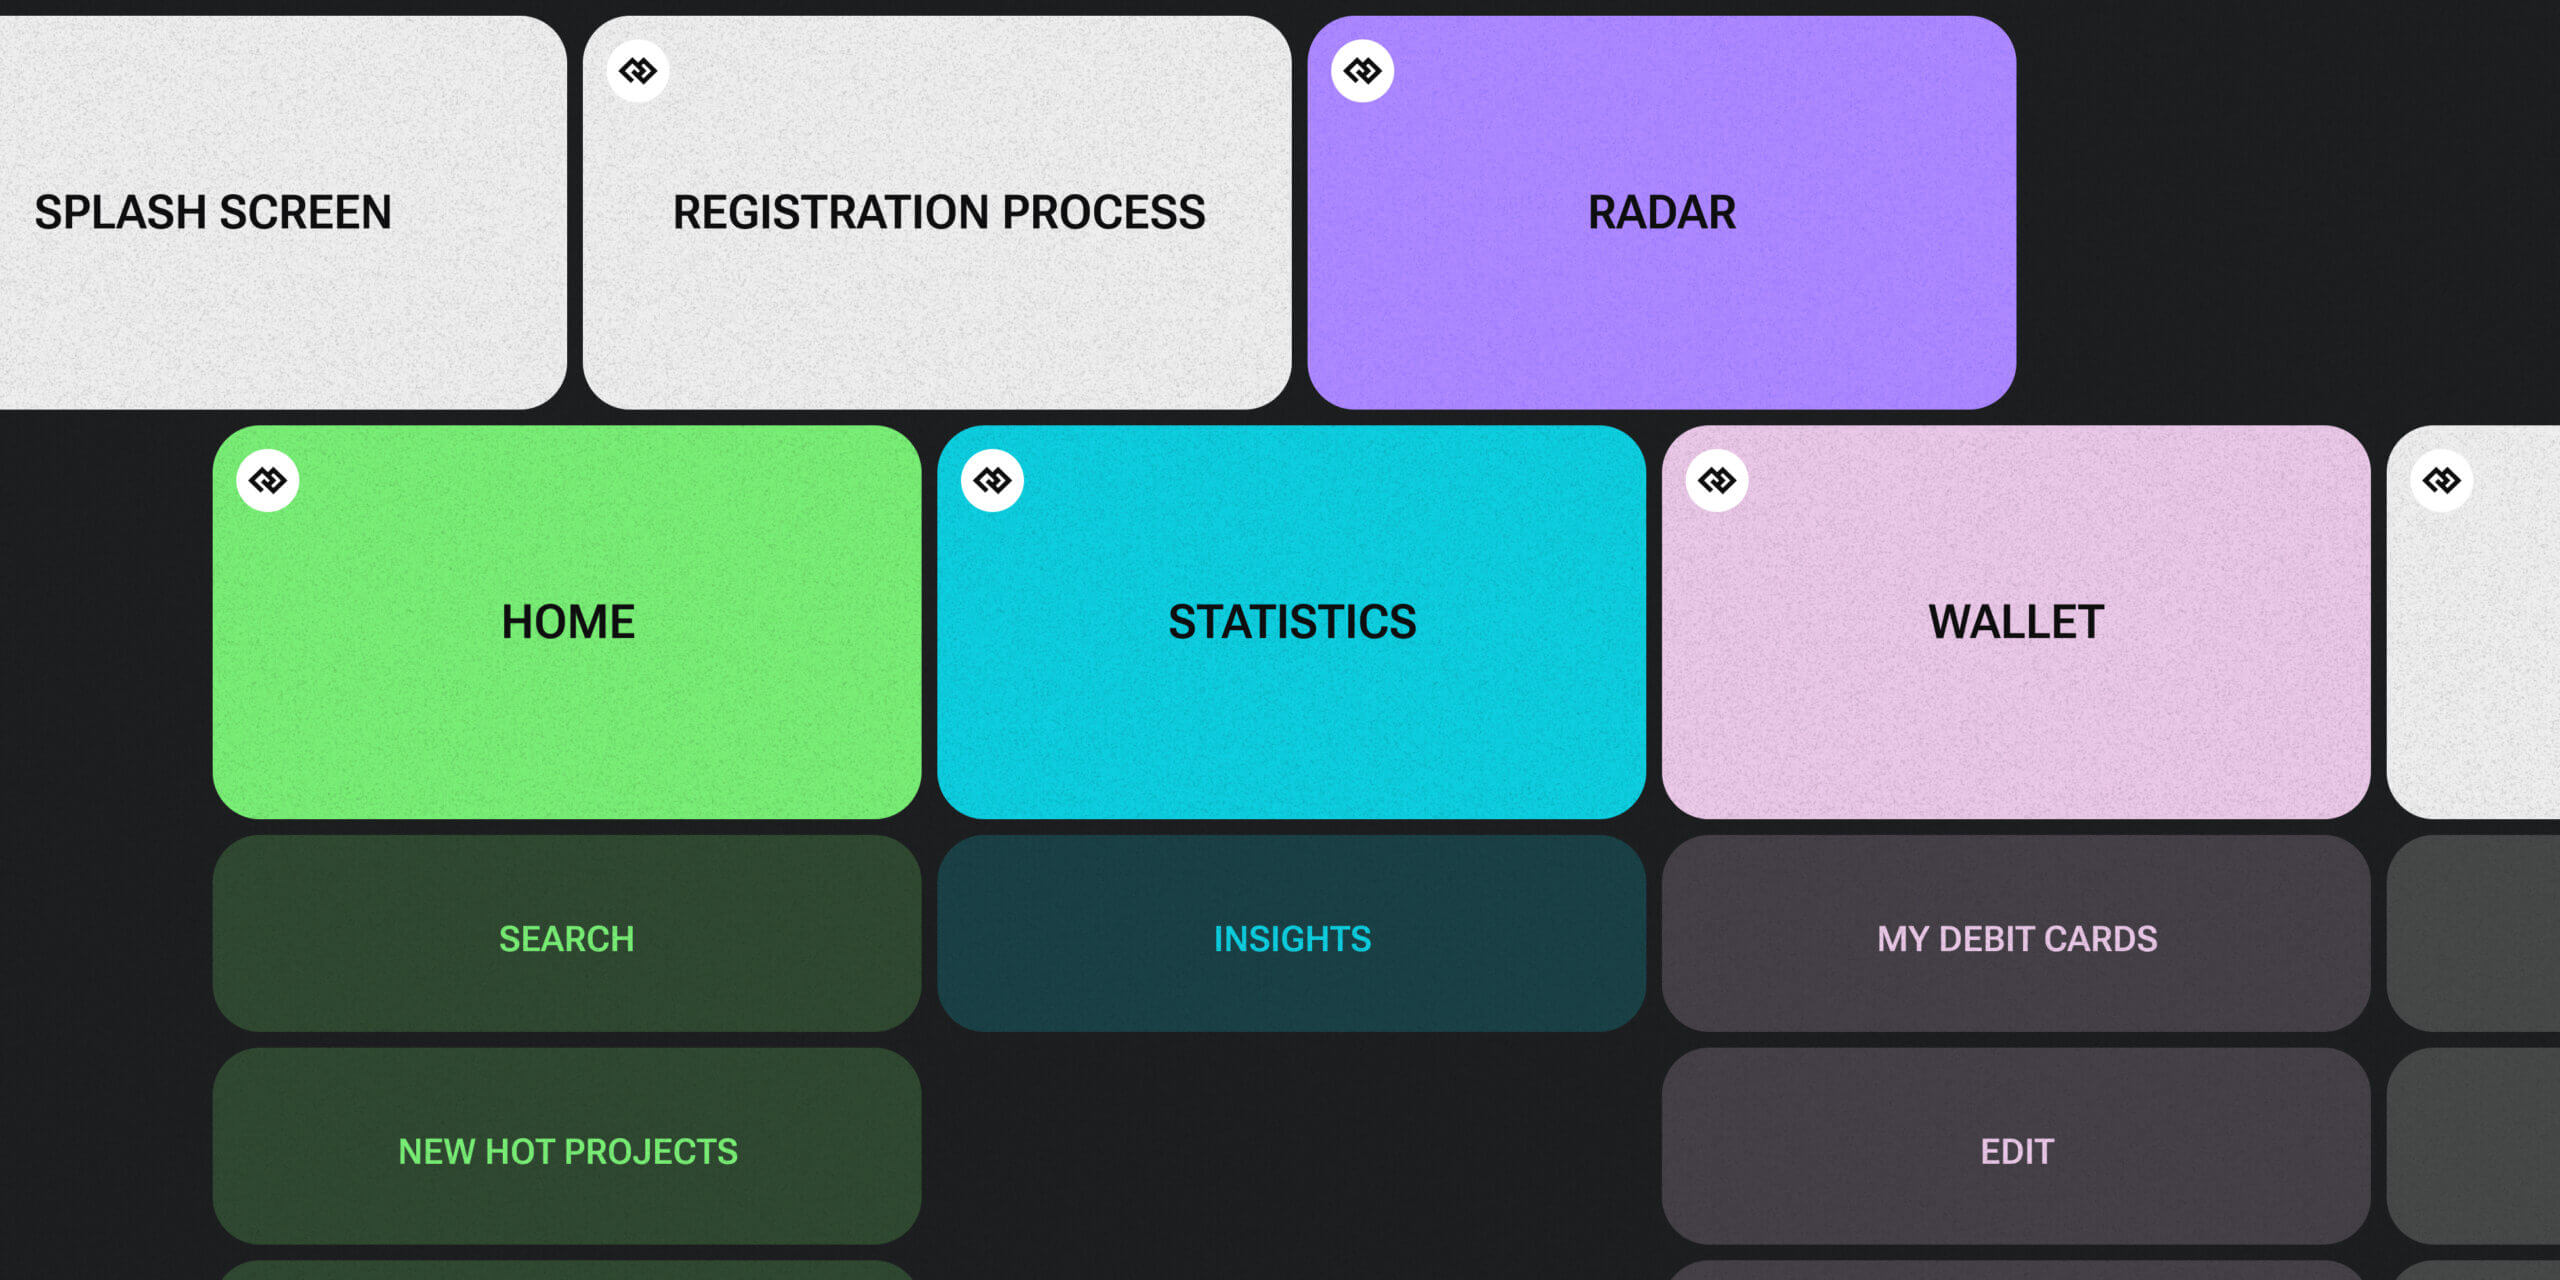 SPLASH SCREEN
REGISTRATION PROCESS
RADAR
HOME
STATISTICS
WALLET
SEARCH
INSIGHTS
MY DEBIT CARDS
NEW HOT PROJECTS
EDIT